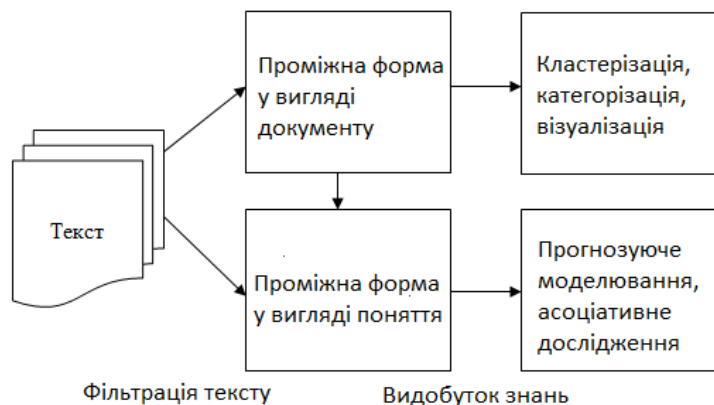 Текст
Проміжна форма
у вигляді
документу
Кластерізація,
категорізація,
візуалізація
Проміжна форма
у вигляді поняття
Прогнозуюче
моделювання,
асоціативне
дослідження
Фільтрація тексту
Видобуток знань